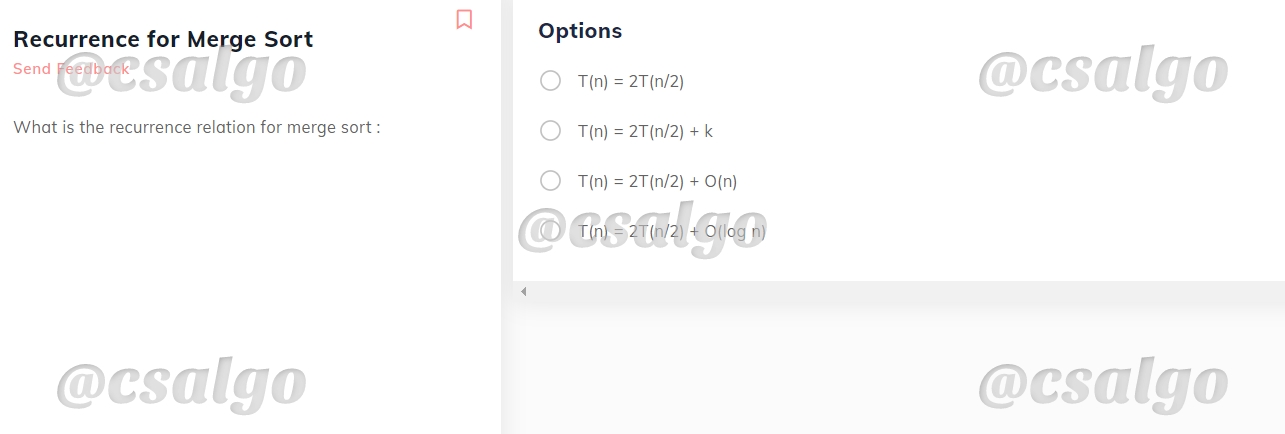 Recurrence for Merge Sort
Send Feedback
@csalgo
What is the recurrence relation for merge sort :
@csalgo
Options
@csalgo
T(n) = 2T(n/2)
T(n) = 2T(n/2) + k
T(n) = 2T(n/2) + O(n)
@csalgo
T(n) = 2T(n/2) + O(log n)
@csalgo